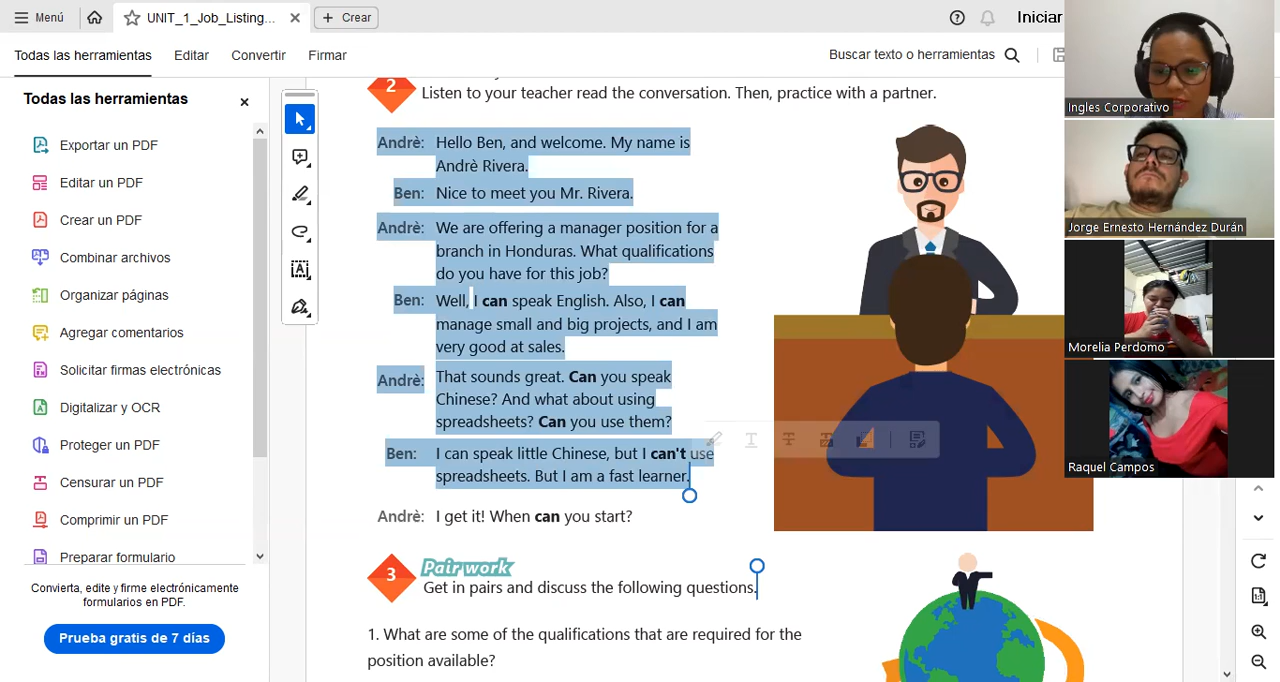 Menú
UNIT_1_Job_Listing...
Crear
Iniciar
Todas las herramientas
Editar
Convertir
Firmar
Buscar texto o herramientas
Todas las herramientas
Exportar un PDF
Editar un PDF
Crear un PDF
Combinar archivos
Organizar páginas
Agregar comentarios
Solicitar firmas electrónicas
Digitalizar y OCR
Proteger un PDF
Censurar un PDF
Comprimir un PDF
Preparar formulario
Convierta, edite y firme electrónicamente
formularios en PDF.
Prueba gratis de 7 días
2
Listen to your teacher read the conversation. Then, practice with a partner.
Andrè: Hello Ben, and welcome. My name is
Andrè Rivera.
Ben: Nice to meet you Mr. Rivera.
Andrè: We are offering a manager position for a
branch in Honduras. What qualifications
do you have for this job?
Ben: Well, I can speak English. Also, I can
manage small and big projects, and I am
very good at sales.
Andrè: That sounds great. Can you speak
Chinese? And what about using
spreadsheets? Can you use them?
Ben: I can speak little Chinese, but I can't use
spreadsheets. But I am a fast learner.
Andrè: I get it! When can you start?
3
Pair work
Get in pairs and discuss the following questions.
1. What are some of the qualifications that are required for the
position available?
Ingles Corporativo
Jorge Ernesto Hernández Durán
Morelia Perdomo
Raquel Campos